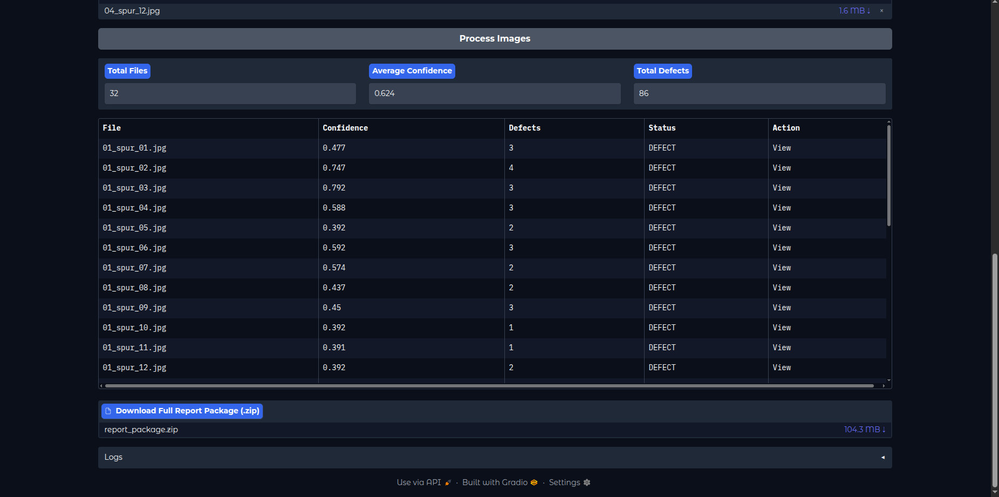 04_spur_12.jpg 1.6 MB ↓ ×
Process Images
Total Files Average Confidence Total Defects
32 0.624 86
File Confidence Defects Status Action
01_spur_01.jpg 0.477 3 DEFECT View
01_spur_02.jpg 0.747 4 DEFECT View
01_spur_03.jpg 0.792 3 DEFECT View
01_spur_04.jpg 0.588 3 DEFECT View
01_spur_05.jpg 0.392 2 DEFECT View
01_spur_06.jpg 0.592 3 DEFECT View
01_spur_07.jpg 0.574 2 DEFECT View
01_spur_08.jpg 0.437 2 DEFECT View
01_spur_09.jpg 0.45 3 DEFECT View
01_spur_10.jpg 0.392 1 DEFECT View
01_spur_11.jpg 0.391 1 DEFECT View
01_spur_12.jpg 0.392 2 DEFECT View
Download Full Report Package (.zip)
report_package.zip 104.3 MB ↓
Logs
Use via API · Built with Gradio · Settings